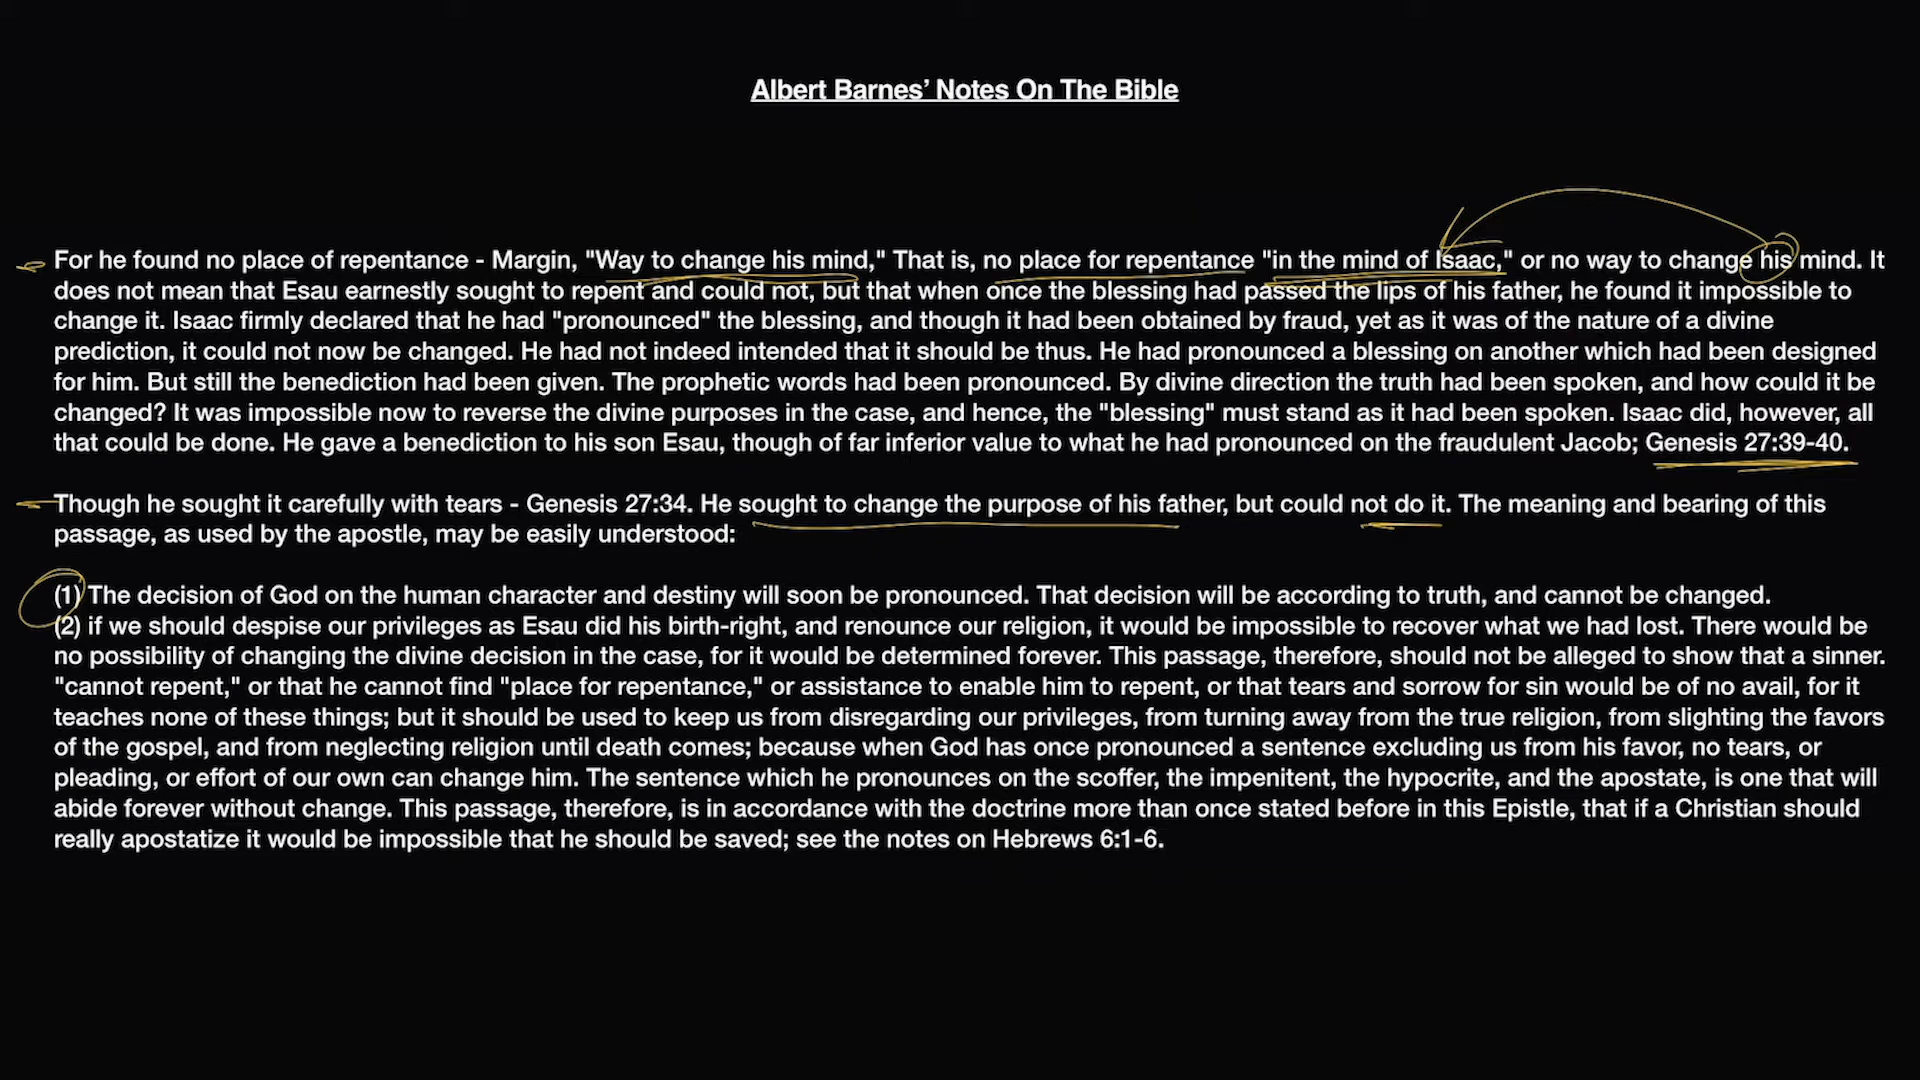 Albert Barnes’ Notes On The Bible
For he found no place of repentance - Margin, "Way to change his mind," That is, no place for repentance "in the mind of Isaac," or no way to change his mind. It
does not mean that Esau earnestly sought to repent and could not, but that when once the blessing had passed the lips of his father, he found it impossible to
change it. Isaac firmly declared that he had "pronounced" the blessing, and though it had been obtained by fraud, yet as it was of the nature of a divine
prediction, it could not now be changed. He had not indeed intended that it should be thus. He had pronounced a blessing on another which had been designed
for him. But still the benediction had been given. The prophetic words had been pronounced. By divine direction the truth had been spoken, and how could it be
changed? It was impossible now to reverse the divine purposes in the case, and hence, the "blessing" must stand as it had been spoken. Isaac did, however, all
that could be done. He gave a benediction to his son Esau, though of far inferior value to what he had pronounced on the fraudulent Jacob; Genesis 27:39-40.
Though he sought it carefully with tears - Genesis 27:34. He sought to change the purpose of his father, but could not do it. The meaning and bearing of this
passage, as used by the apostle, may be easily understood:
(1) The decision of God on the human character and destiny will soon be pronounced. That decision will be according to truth, and cannot be changed.
(2) if we should despise our privileges as Esau did his birth-right, and renounce our religion, it would be impossible to recover what we had lost. There would be
no possibility of changing the divine decision in the case, for it would be determined forever. This passage, therefore, should not be alleged to show that a sinner.
"cannot repent," or that he cannot find "place for repentance," or assistance to enable him to repent, or that tears and sorrow for sin would be of no avail, for it
teaches none of these things; but it should be used to keep us from disregarding our privileges, from turning away from the true religion, from slighting the favors
of the gospel, and from neglecting religion until death comes; because when God has once pronounced a sentence excluding us from his favor, no tears, or
pleading, or effort of our own can change him. The sentence which he pronounces on the scoffer, the impenitent, the hypocrite, and the apostate, is one that will
abide forever without change. This passage, therefore, is in accordance with the doctrine more than once stated before in this Epistle, that if a Christian should
really apostatize it would be impossible that he should be saved; see the notes on Hebrews 6:1-6.